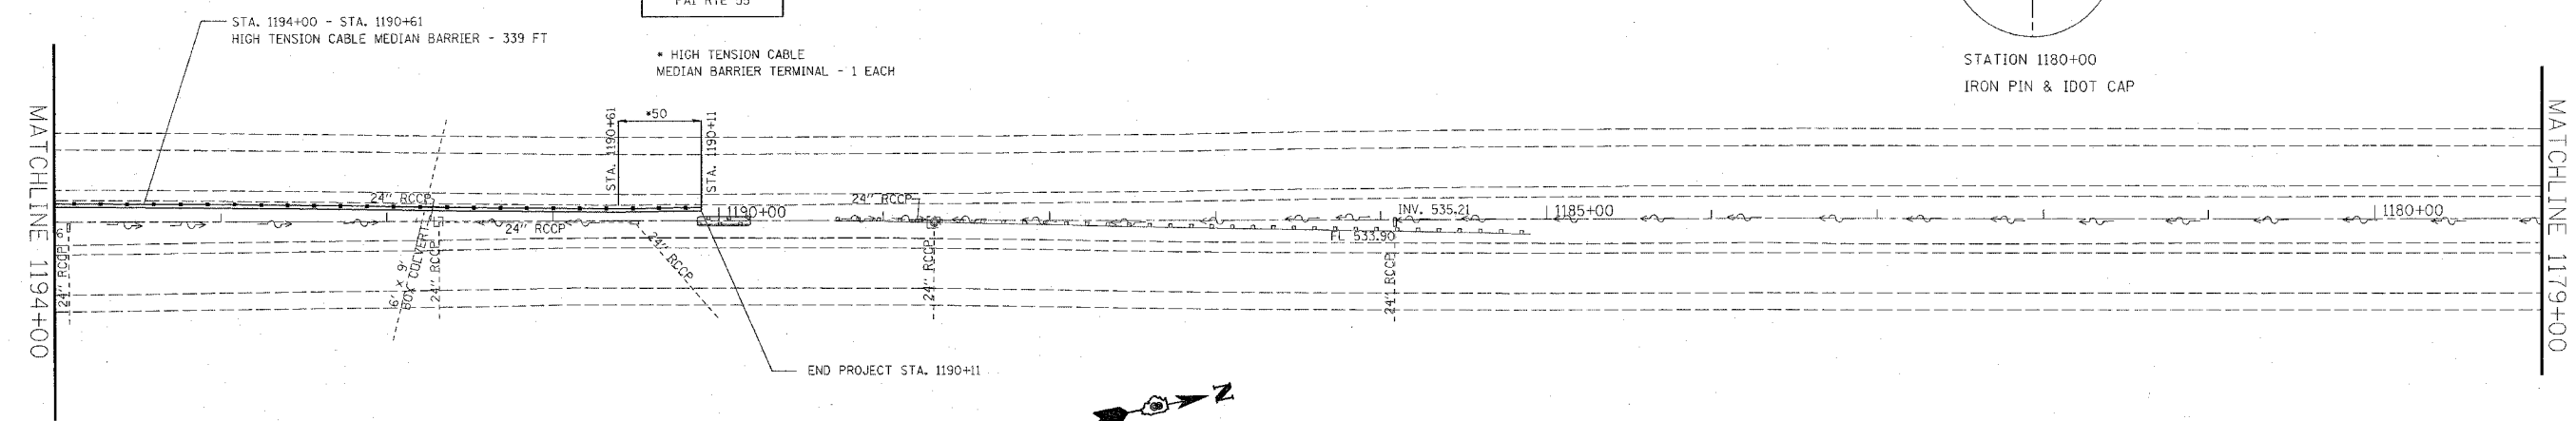 FAI RTE 55
STA. 1194+00 - STA. 1190+61
HIGH TENSION CABLE MEDIAN BARRIER - 339 FT
* HIGH TENSION CABLE
MEDIAN BARRIER TERMINAL - 1 EACH
STATION 1180+00
IRON PIN & IDOT CAP
MATCHLINE 1194+00
MATCHLINE 1179+00
*50
STA. 1190+61
STA. 1190+11
24" RCCP
24" RCCP
1190+00
INV. 535.21
1185+00
1180+00
24" RCCP
FL 533.90
24" RCCP
6' X 9'
BOX CULVERT
24" RCCP
24" RCCP
24" RCCP
24" RCCP
END PROJECT STA. 1190+11
N